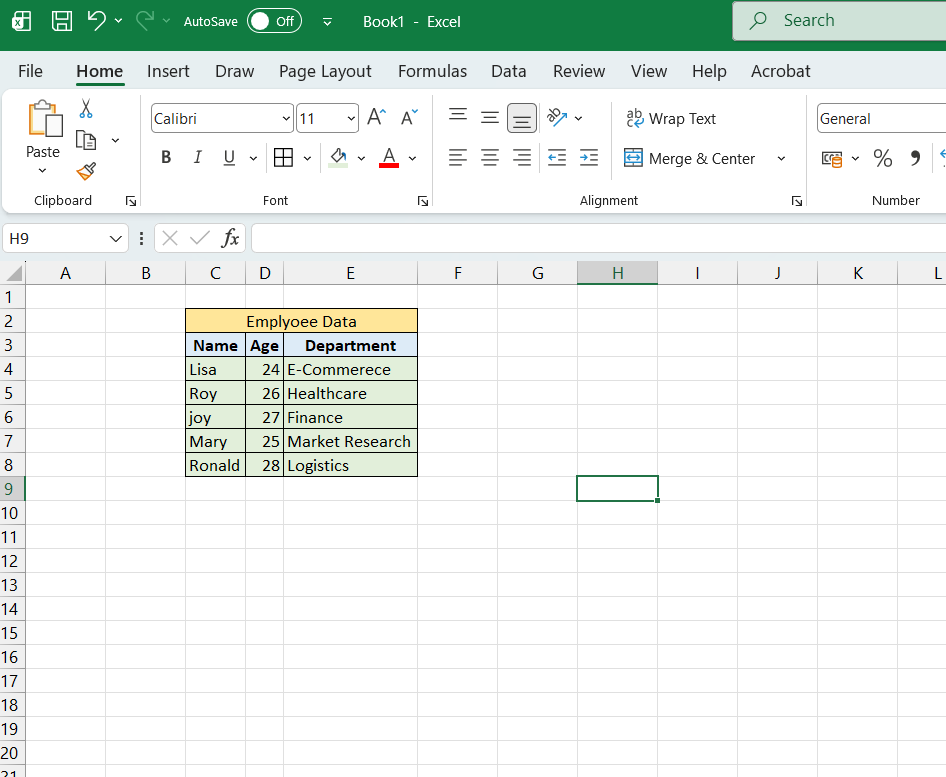 AutoSave Off Book1 - Excel Search
File Home Insert Draw Page Layout Formulas Data Review View Help Acrobat
Paste Calibri 11 A A ab Wrap Text General
B I U A Merge & Center % 9
Clipboard Font Alignment Number
H9 fx
A B C D E F G H I J K L
1
2 Emplyoee Data
3 Name Age Department
4 Lisa 24 E-Commerece
5 Roy 26 Healthcare
6 joy 27 Finance
7 Mary 25 Market Research
8 Ronald 28 Logistics
9
10
11
12
13
14
15
16
17
18
19
20
21